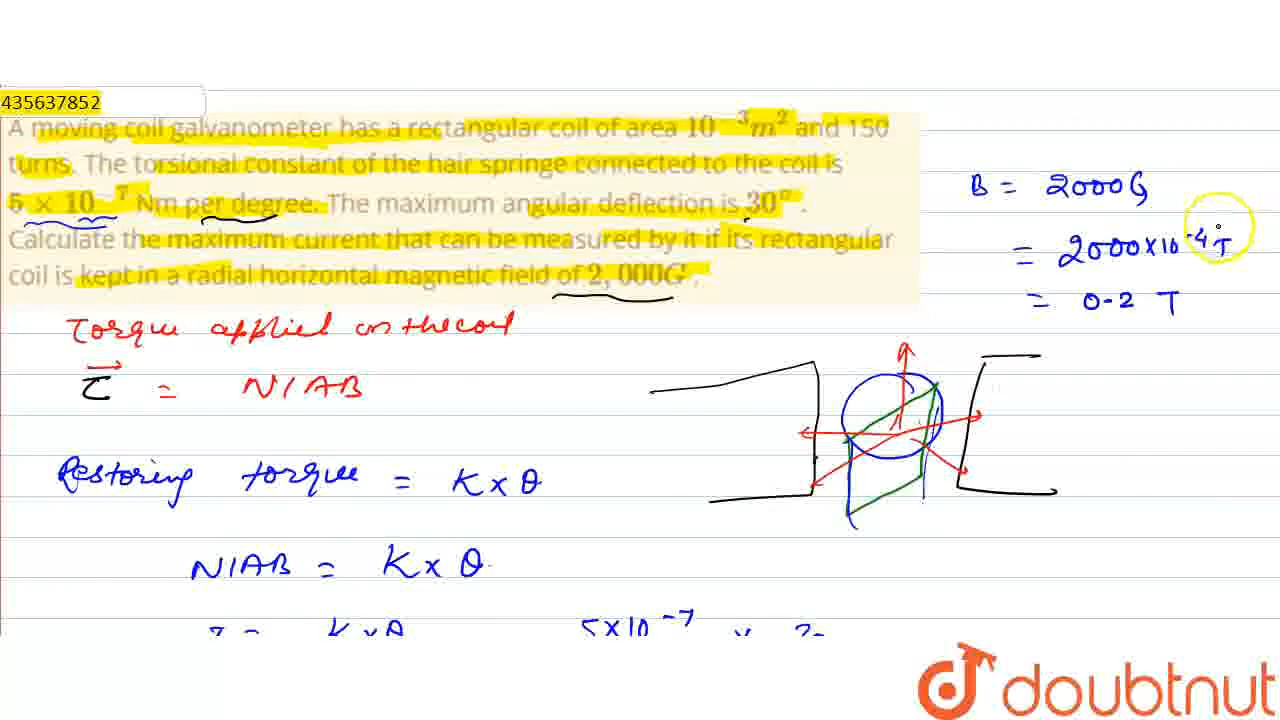 435637852
A moving coil galvanometer has a rectangular coil of area 10⁻³m² and 150
turns. The torsional constant of the hair springe connected to the coil is
5 × 10⁻⁷ Nm per degree. The maximum angular deflection is 30°.
Calculate the maximum current that can be measured by it if its rectangular
coil is kept in a radial horizontal magnetic field of 2,000G.
B = 2000G
= 2000×10⁻⁴ T
= 0.2 T
Torque applied on the coil
τ = NIAB
Restoring torque = K×θ
NIAB = K×θ
I = K×θ 5×10⁻⁷ ×
doubtnut